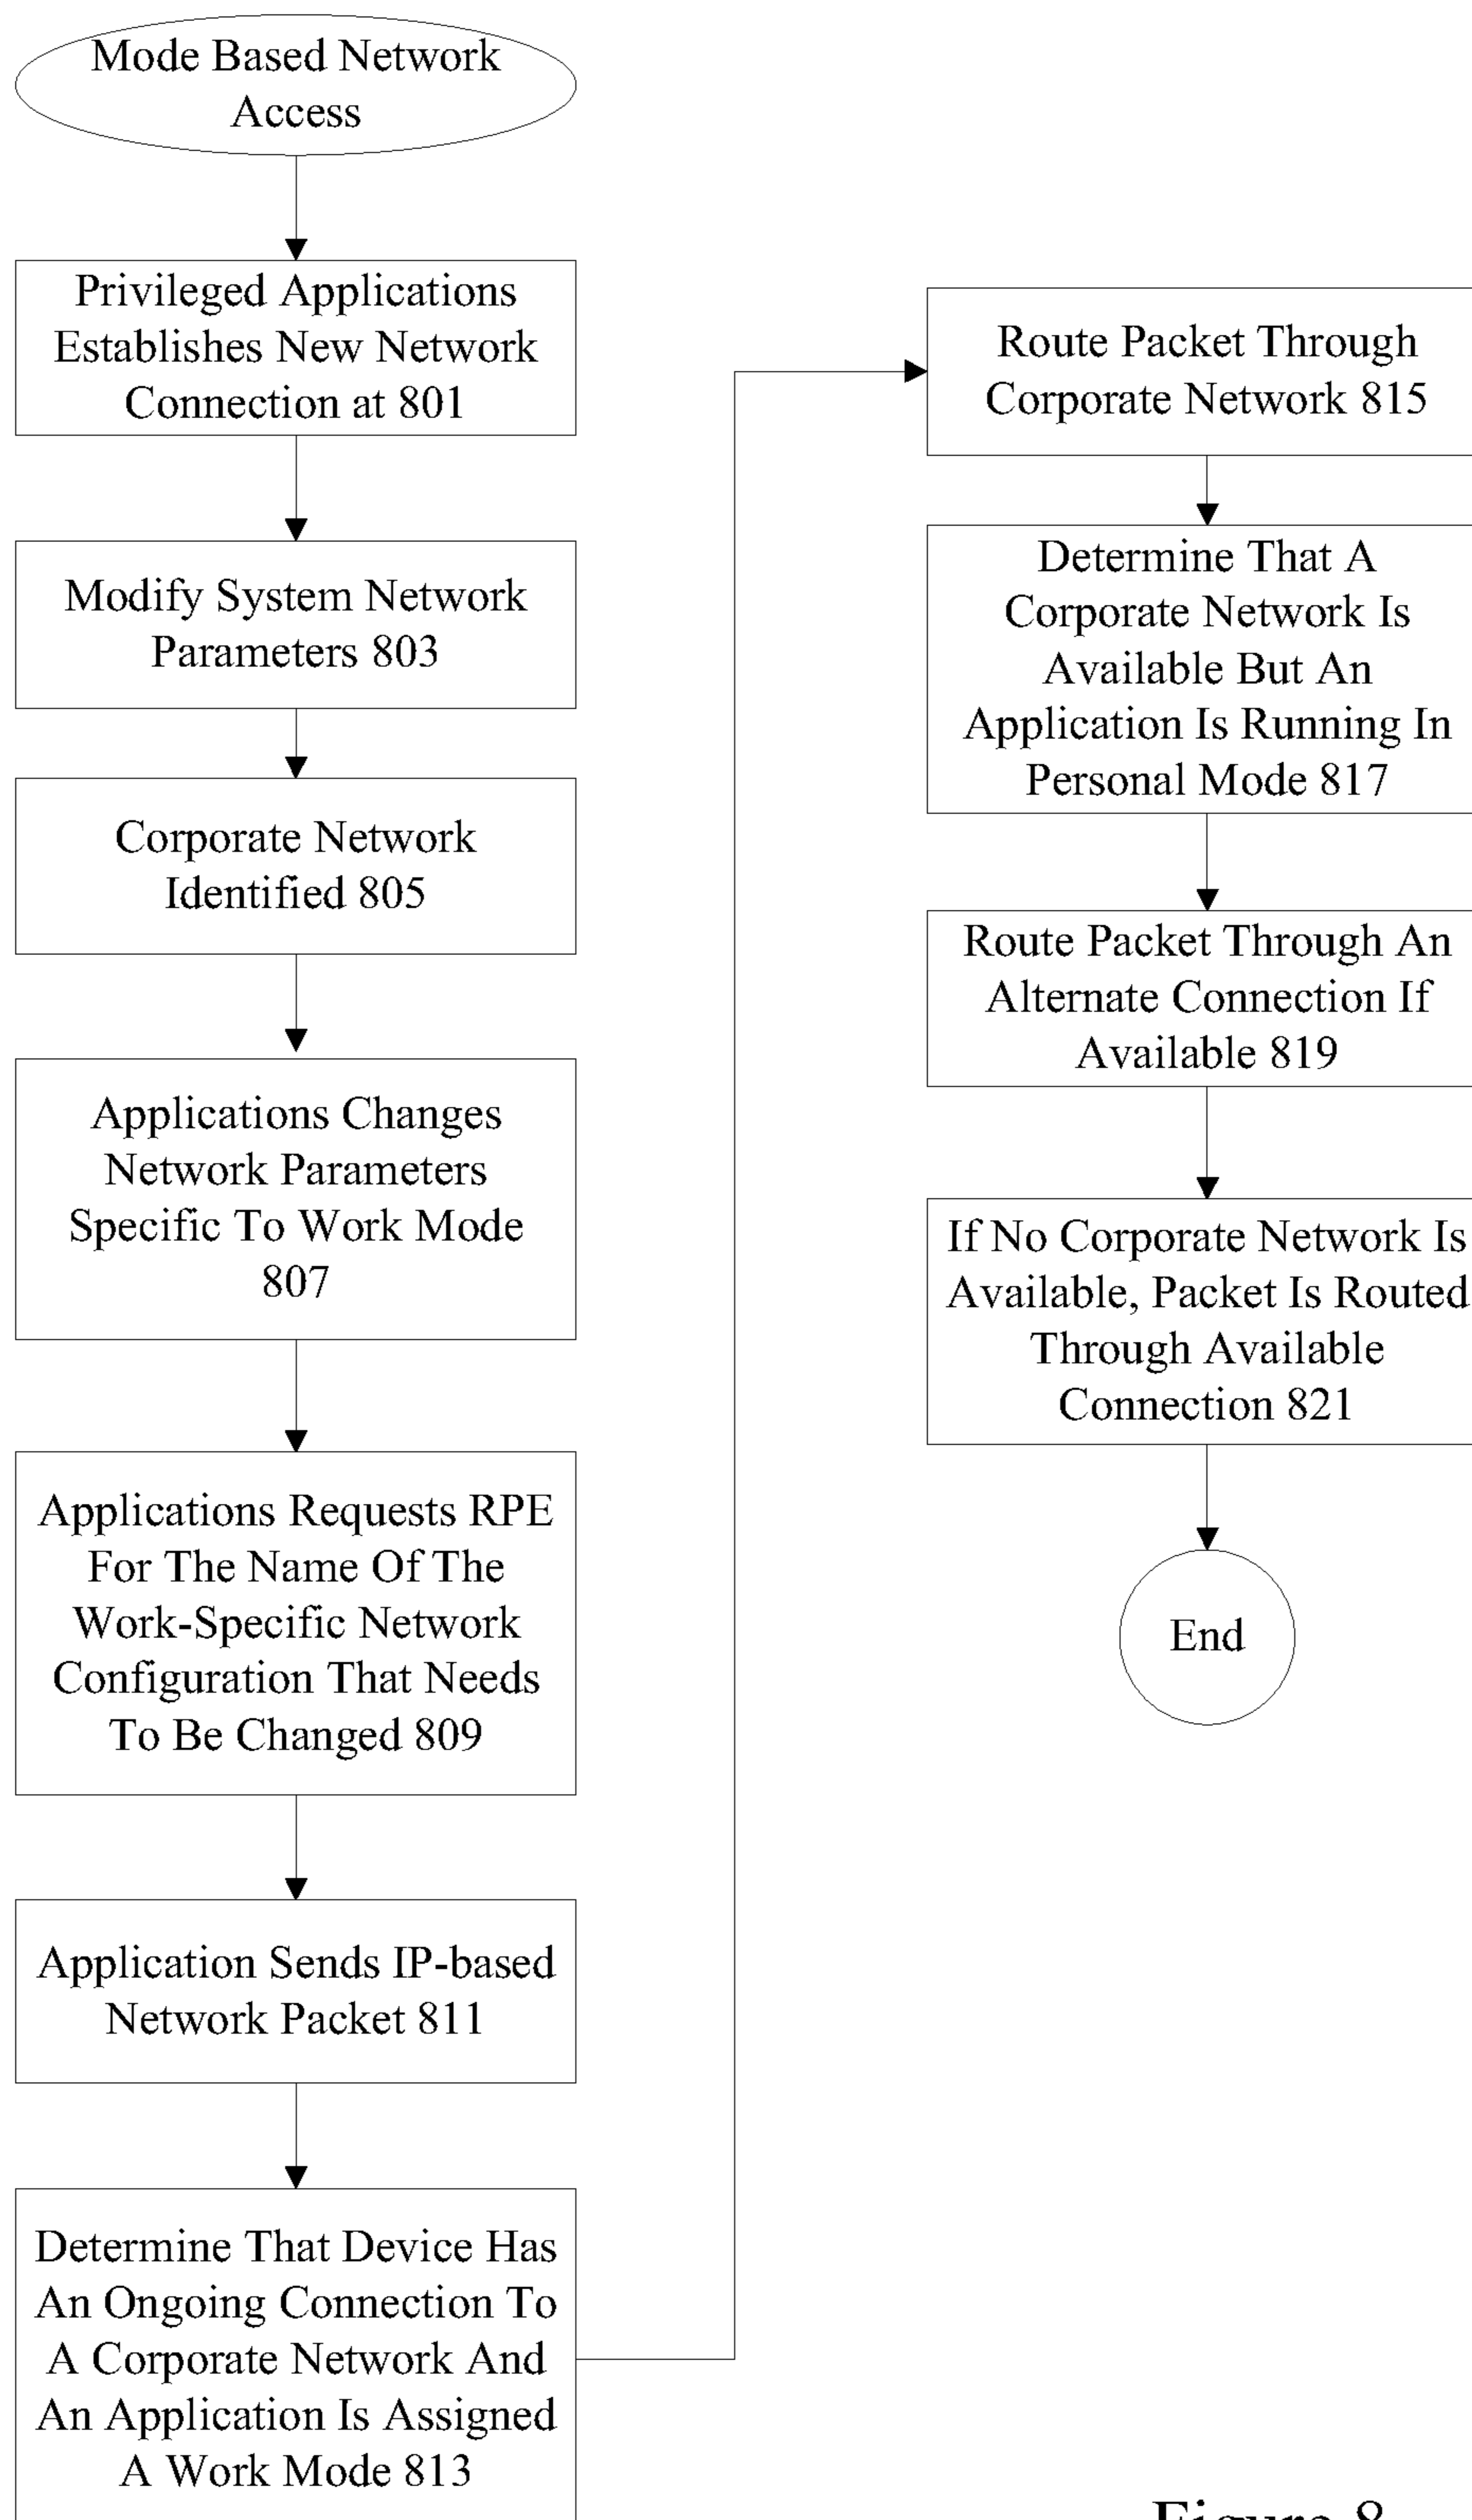 Mode Based Network
Access
Privileged Applications
Establishes New Network
Connection at 801
Modify System Network
Parameters 803
Corporate Network
Identified 805
Applications Changes
Network Parameters
Specific To Work Mode
807
Applications Requests RPE
For The Name Of The
Work-Specific Network
Configuration That Needs
To Be Changed 809
Application Sends IP-based
Network Packet 811
Determine That Device Has
An Ongoing Connection To
A Corporate Network And
An Application Is Assigned
A Work Mode 813
Route Packet Through
Corporate Network 815
Determine That A
Corporate Network Is
Available But An
Application Is Running In
Personal Mode 817
Route Packet Through An
Alternate Connection If
Available 819
If No Corporate Network Is
Available, Packet Is Routed
Through Available
Connection 821
End
Figure 8